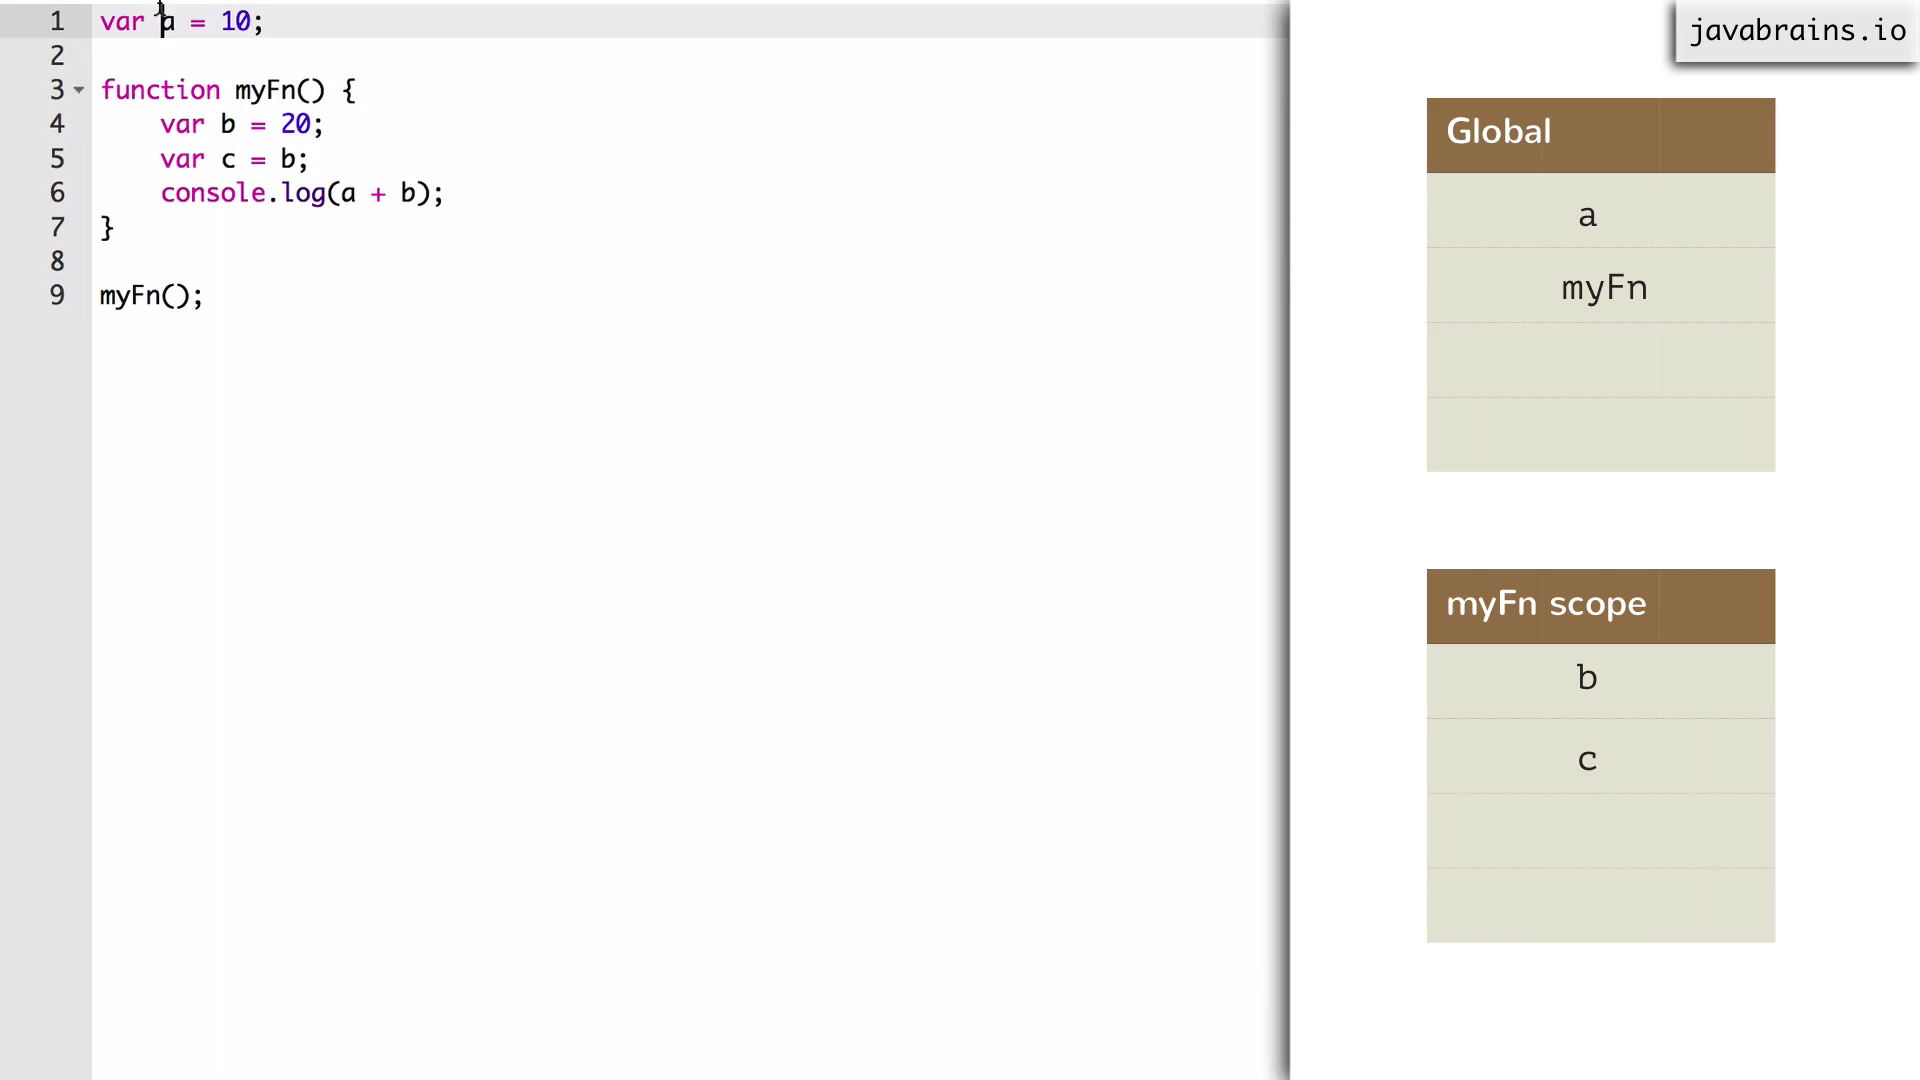 1 var a = 10;
2
3 function myFn() {
4 var b = 20;
5 var c = b;
6 console.log(a + b);
7 }
8
9 myFn();
javabrains.io
Global
a
myFn
myFn scope
b
c